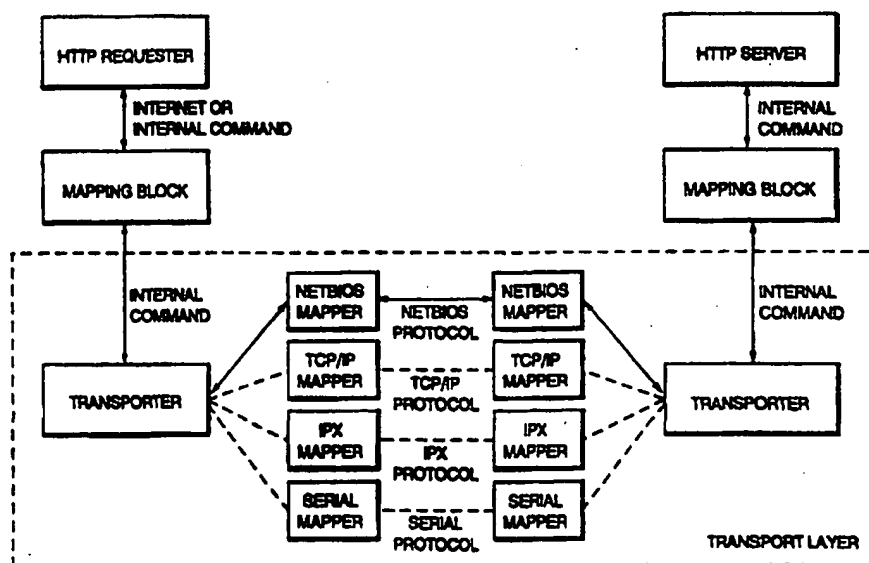 HTTP REQUESTER
HTTP SERVER
INTERNET OR
INTERNAL COMMAND
INTERNAL
COMMAND
MAPPING BLOCK
MAPPING BLOCK
INTERNAL
COMMAND
NETBIOS
MAPPER
NETBIOS
PROTOCOL
NETBIOS
MAPPER
INTERNAL
COMMAND
TRANSPORTER
TCP/IP
MAPPER
TCP/IP
PROTOCOL
TCP/IP
MAPPER
TRANSPORTER
IPX
MAPPER
IPX
PROTOCOL
IPX
MAPPER
SERIAL
MAPPER
SERIAL
PROTOCOL
SERIAL
MAPPER
TRANSPORT LAYER